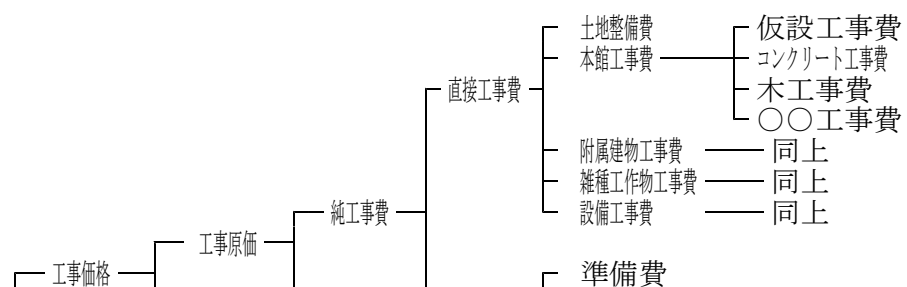 土地整備費
仮設工事費
本館工事費
コンクリート工事費
直接工事費
木工事費
○○工事費
附属建物工事費
同上
雑種工作物工事費
同上
純工事費
設備工事費
同上
工事原価
工事価格
準備費